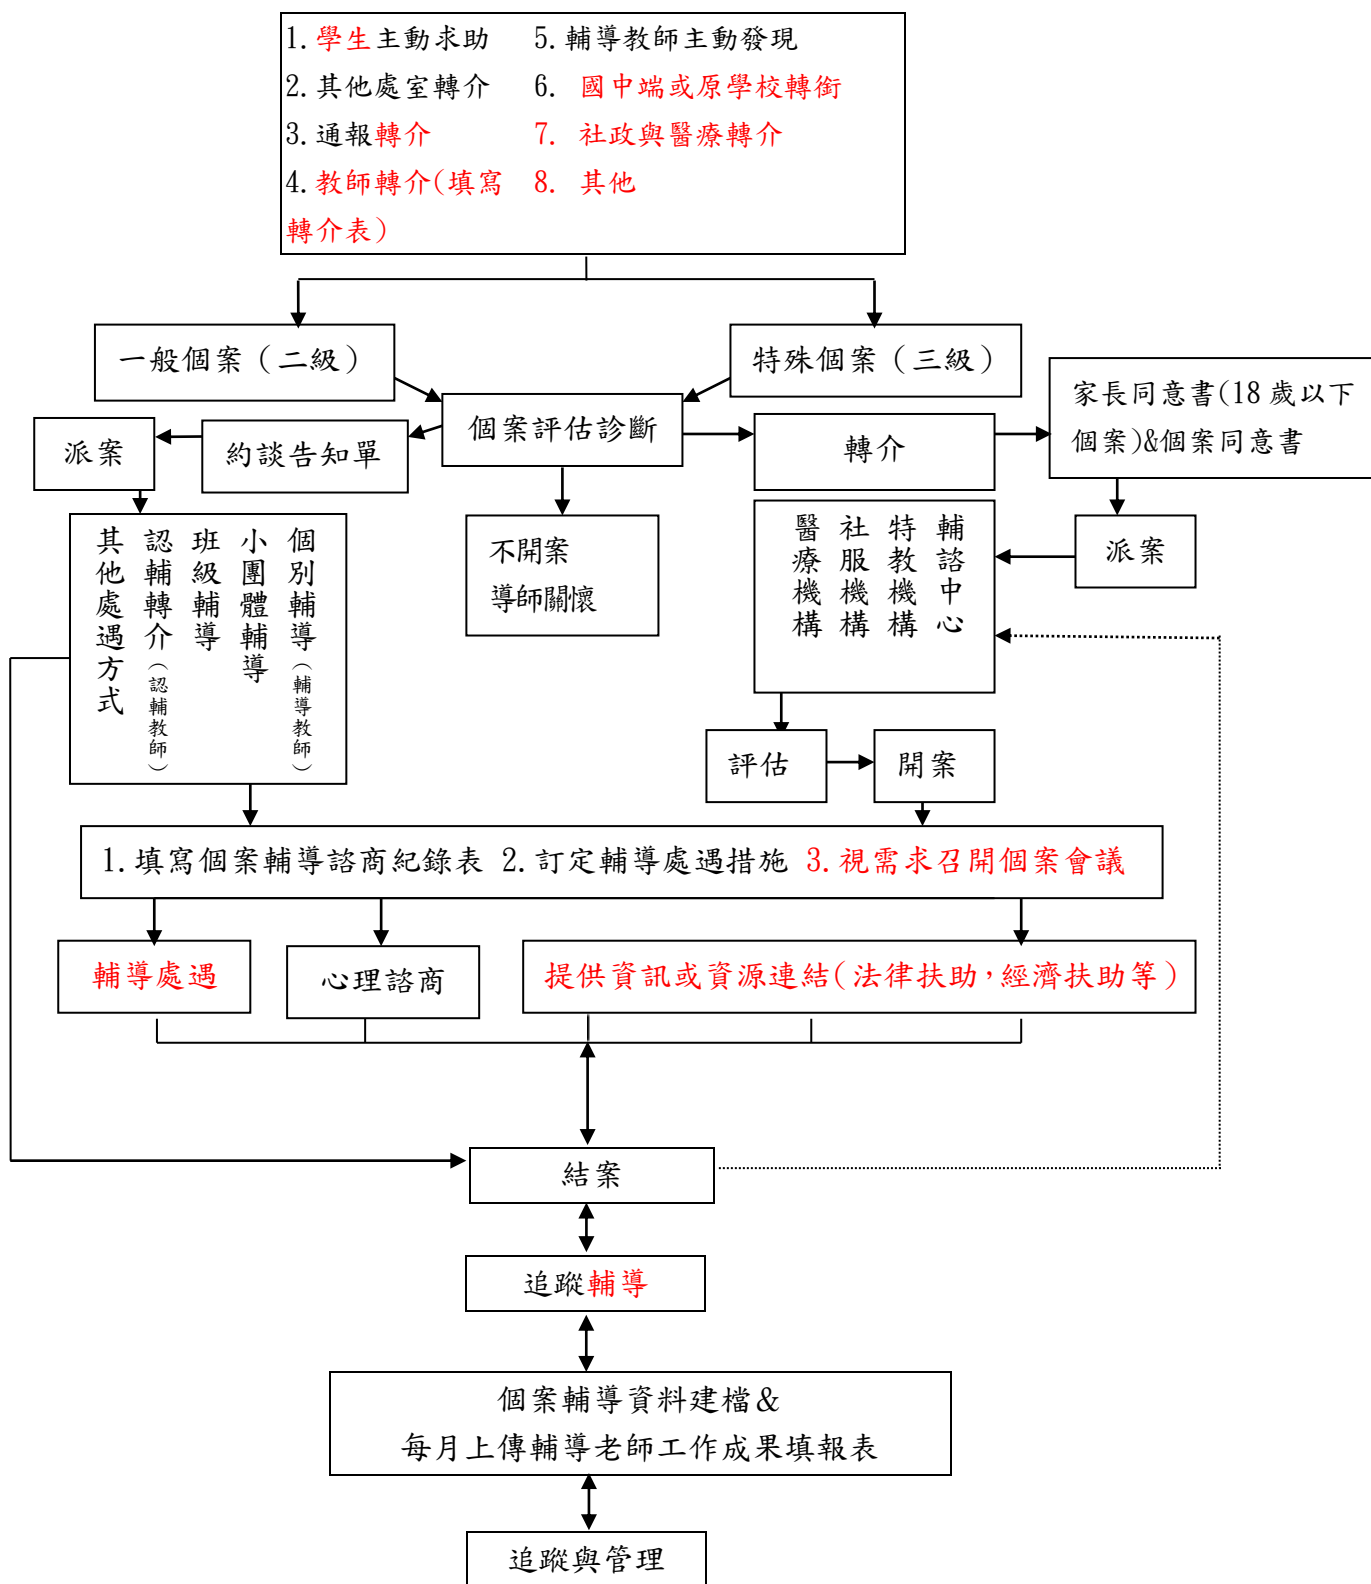 1.學生主動求助 5.輔導教師主動發現
2.其他處室轉介 6. 國中端或原學校轉銜
3.通報轉介 7. 社政與醫療轉介
4.教師轉介(填寫 8. 其他
轉介表)
一般個案（二級）
特殊個案（三級）
家長同意書(18歲以下
個案)&個案同意書
派案
約談告知單
個案評估診斷
轉介
不開案
導師關懷
派案
個別輔導（輔導教師）
小團體輔導
班級輔導
認輔轉介（認輔教師）
其他處遇方式
輔諮中心
特教機構
社服機構
醫療機構
評估
開案
1.填寫個案輔導諮商紀錄表 2.訂定輔導處遇措施 3.視需求召開個案會議
輔導處遇
心理諮商
提供資訊或資源連結(法律扶助,經濟扶助等)
結案
追蹤輔導
個案輔導資料建檔&
每月上傳輔導老師工作成果填報表
追蹤與管理